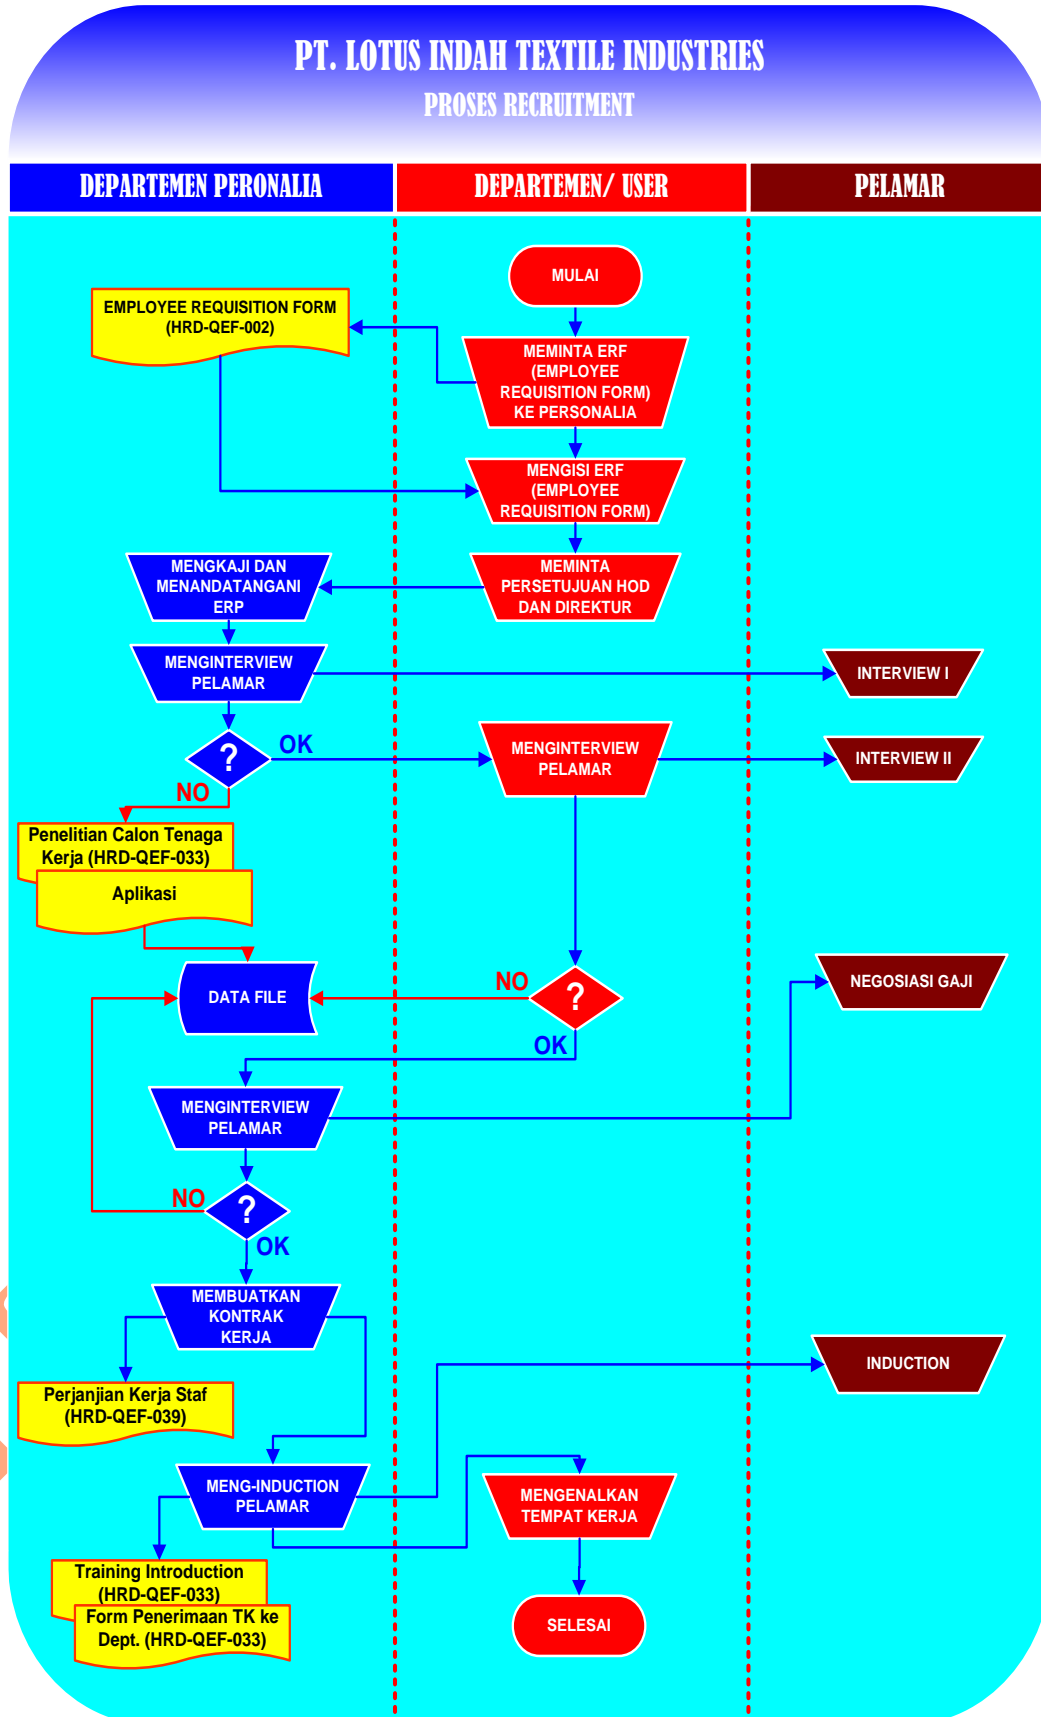 PT. LOTUS INDAH TEXTILE INDUSTRIES
PROSES RECRUITMENT
DEPARTEMEN PERONALIA
DEPARTEMEN/ USER
PELAMAR
MULAI
EMPLOYEE REQUISITION FORM
(HRD-QEF-002)
MEMINTA ERF
(EMPLOYEE
REQUISITION FORM)
KE PERSONALIA
MENGISI ERF
(EMPLOYEE
REQUISITION FORM)
MENGKAJI DAN
MENANDATANGANI
ERP
MEMINTA
PERSETUJUAN HOD
DAN DIREKTUR
MENGINTERVIEW
PELAMAR
INTERVIEW I
?
OK
MENGINTERVIEW
PELAMAR
INTERVIEW II
NO
Penelitian Calon Tenaga
Kerja (HRD-QEF-033)
Aplikasi
DATA FILE
NO
?
NEGOSIASI GAJI
OK
MENGINTERVIEW
PELAMAR
NO
?
OK
MEMBUATKAN
KONTRAK
KERJA
INDUCTION
Perjanjian Kerja Staf
(HRD-QEF-039)
MENG-INDUCTION
PELAMAR
MENGENALKAN
TEMPAT KERJA
Training Introduction
(HRD-QEF-033)
Form Penerimaan TK ke
Dept. (HRD-QEF-033)
SELESAI